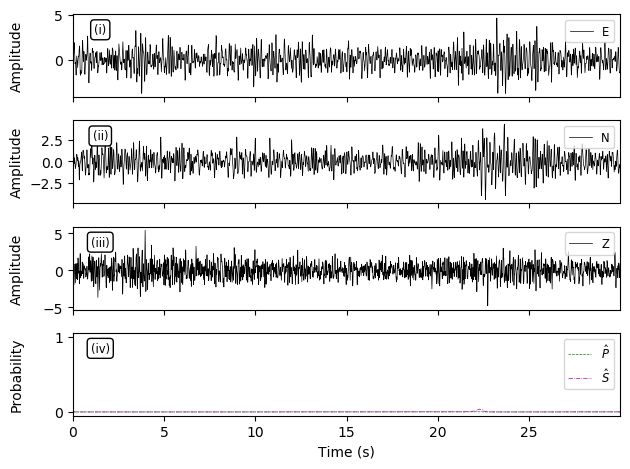 5
0
Amplitude
(i)
E
2.5
0.0
−2.5
Amplitude
(ii)
N
5
0
−5
Amplitude
(iii)
Z
1
0
Probability
(iv)
P̂
Ŝ
0 5 10 15 20 25
Time (s)